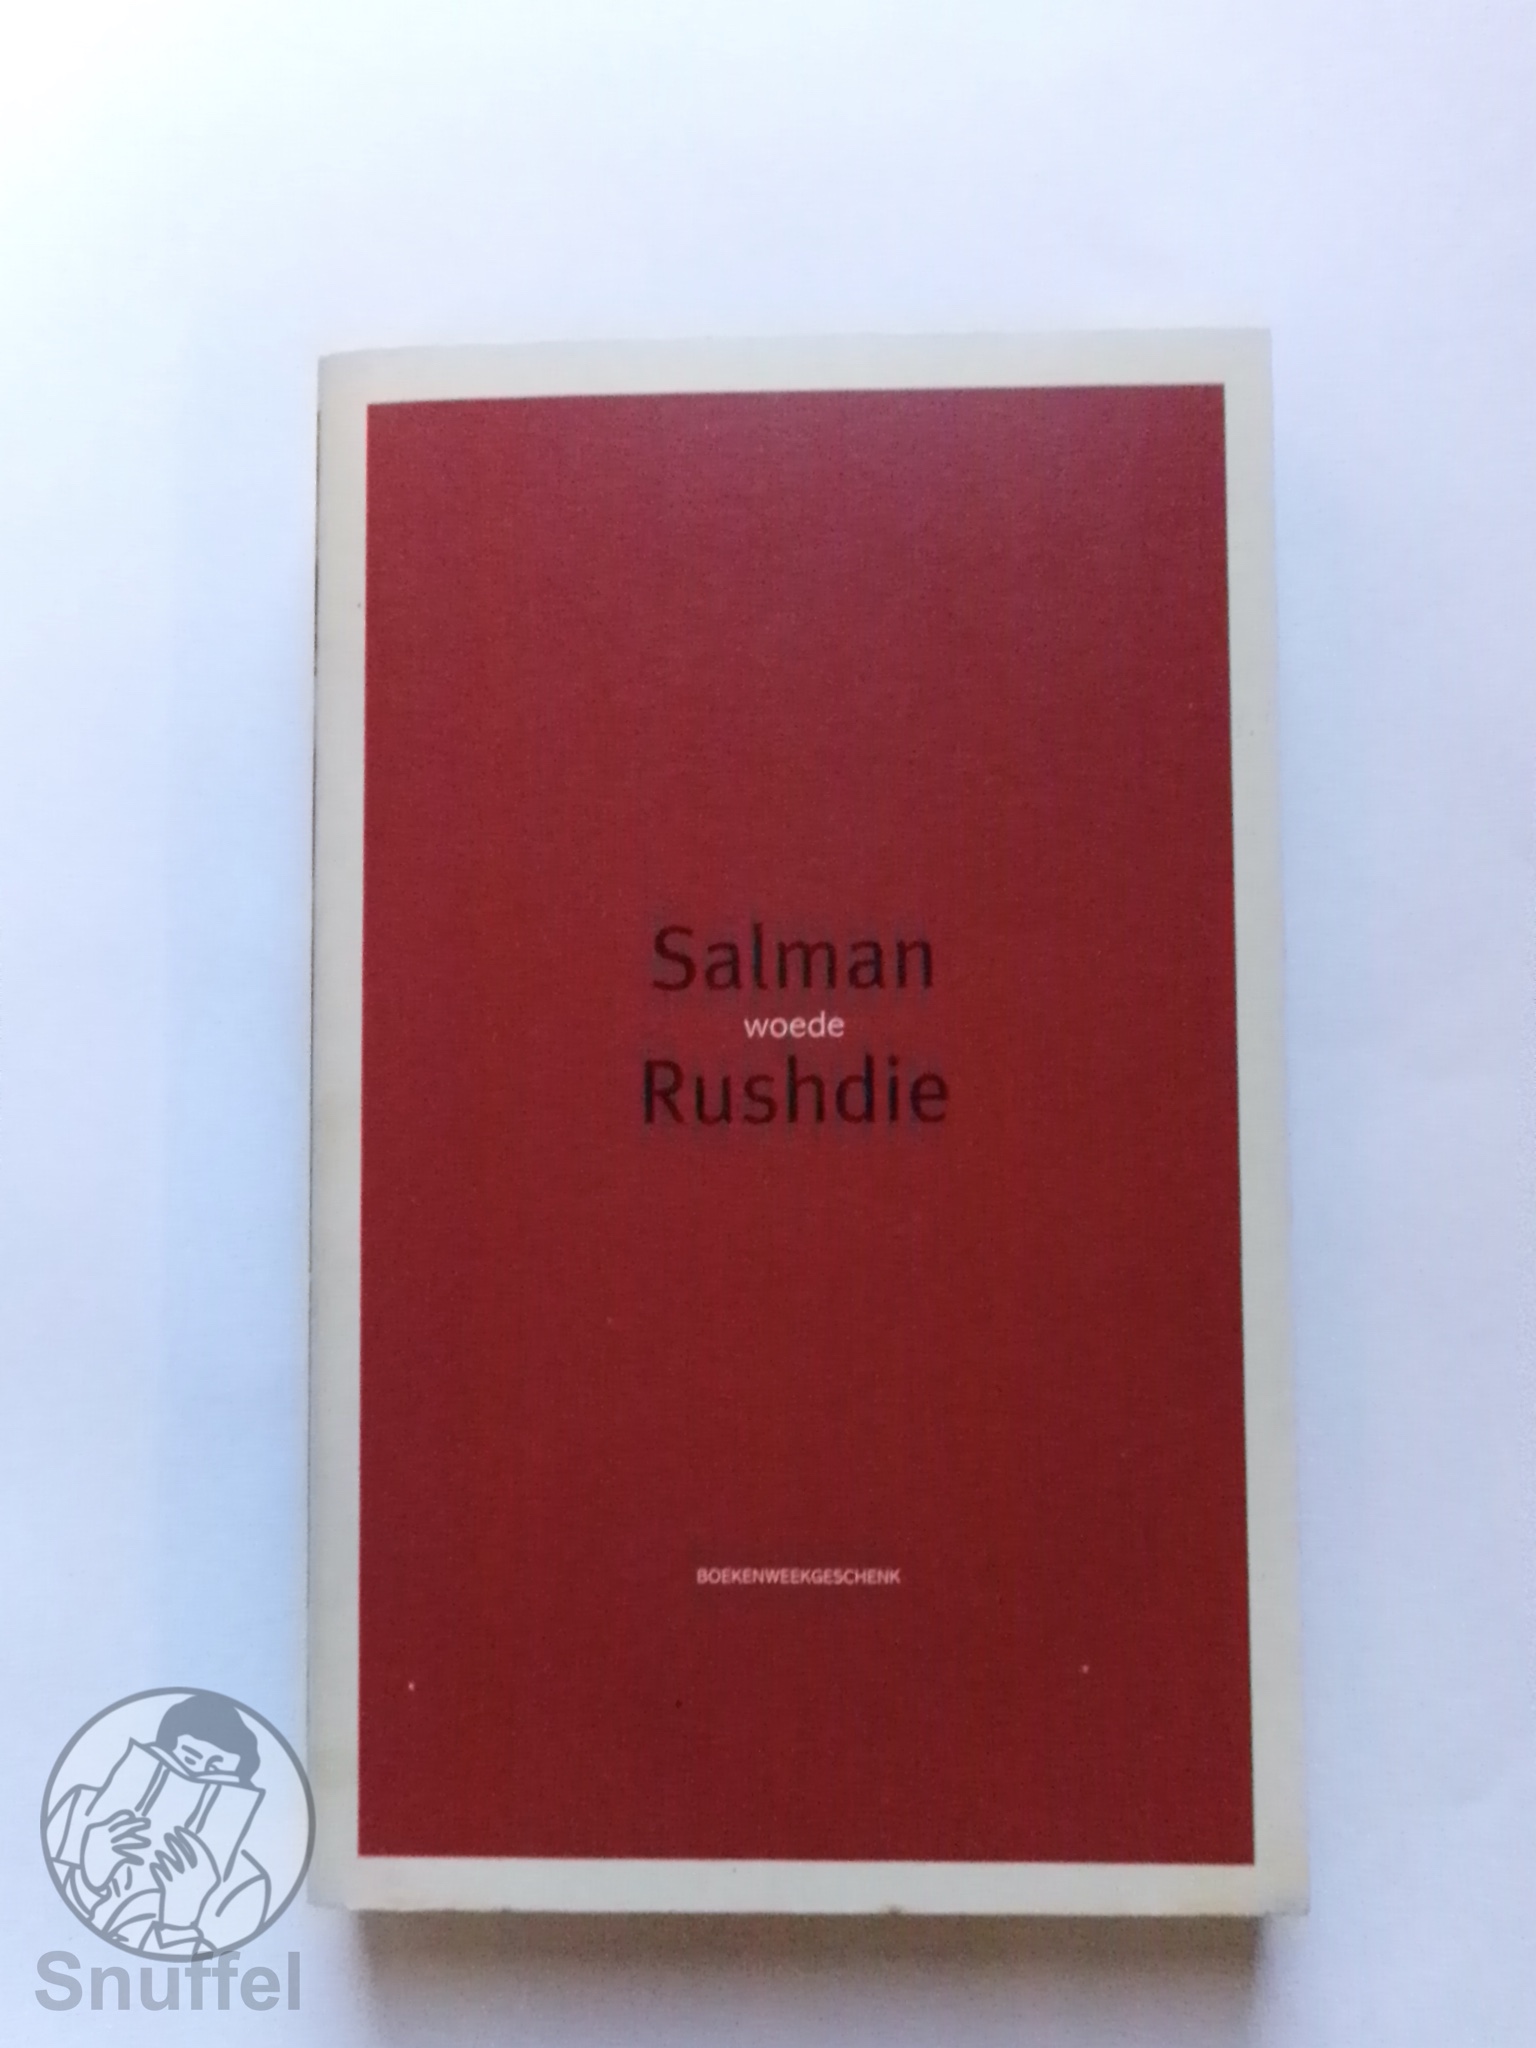 Salman
woede
Rushdie
BOEKENWEEKGESCHENK
Snuffel